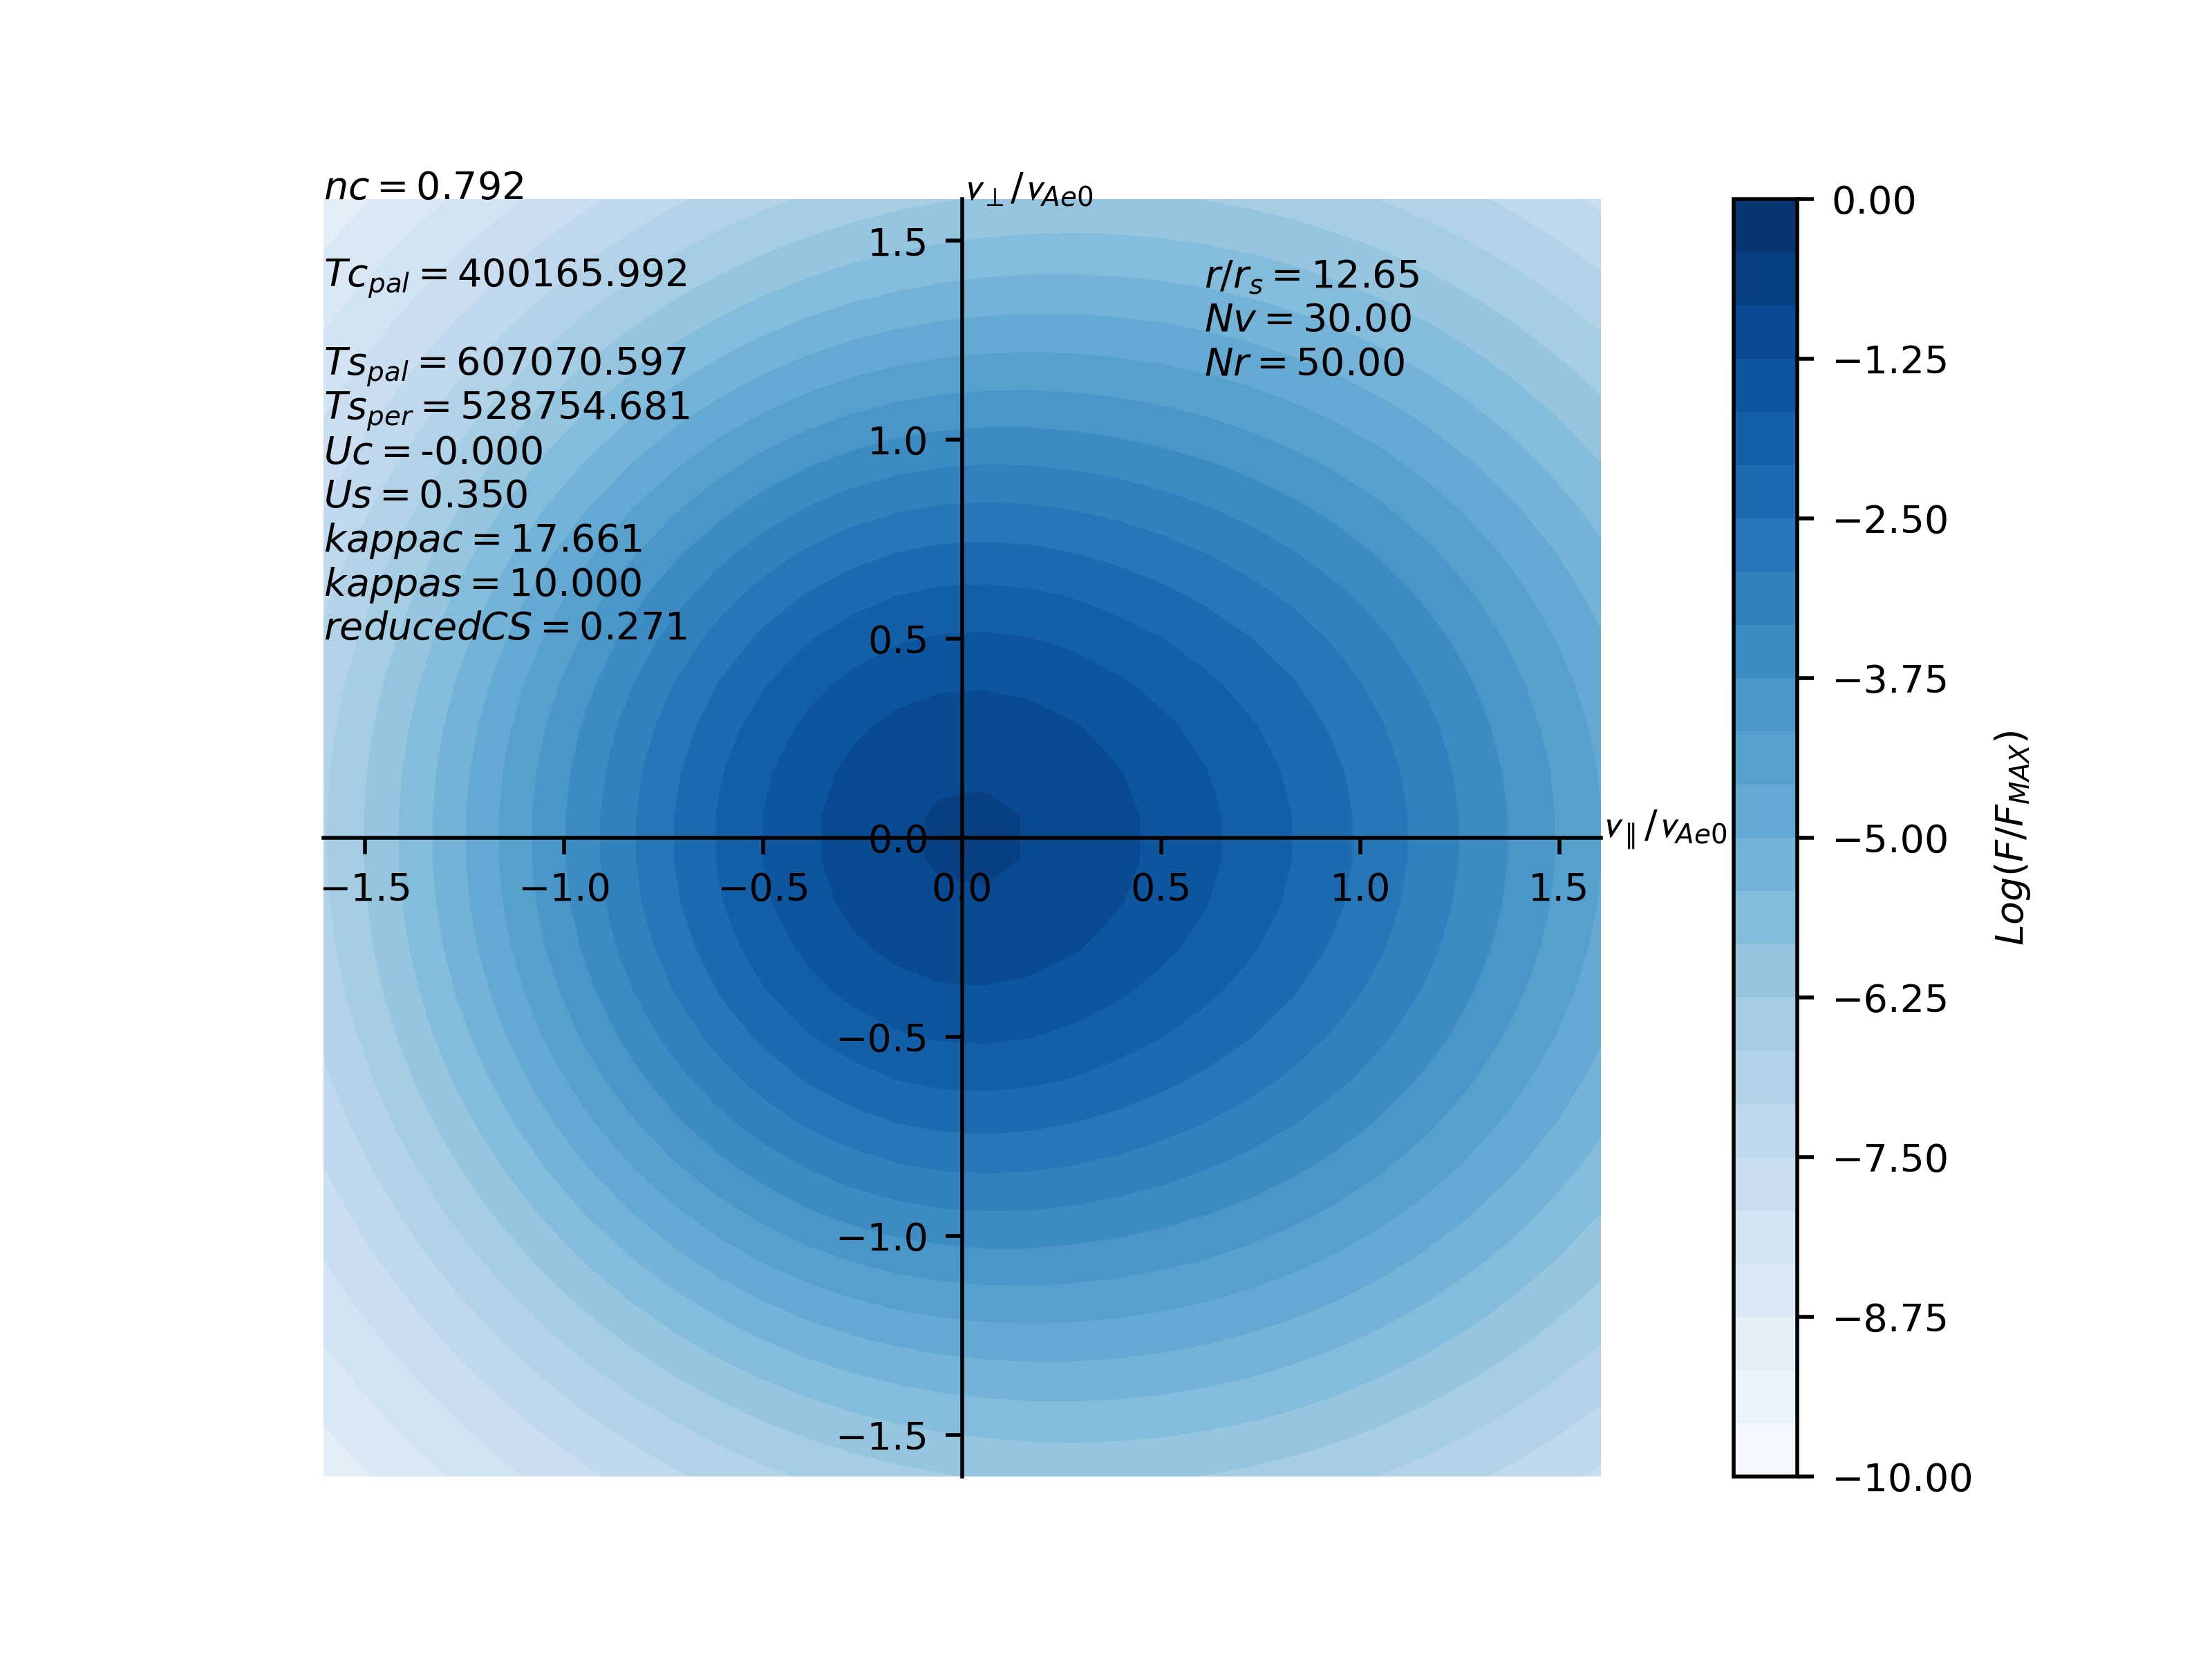 nc = 0.792
v⊥/vAe0
Tcpal = 400165.992
Tspal = 607070.597
Tsper = 528754.681
Uc = -0.000
Us = 0.350
kappac = 17.661
kappas = 10.000
reducedCS = 0.271
r/rs = 12.65
Nv = 30.00
Nr = 50.00
1.5
1.0
0.5
0.0
−0.5
−1.0
−1.5
−1.5 −1.0 −0.5 0.0 0.5 1.0 1.5
v∥/vAe0
0.00
−1.25
−2.50
−3.75
−5.00
−6.25
−7.50
−8.75
−10.00
Log(F/FMAX)